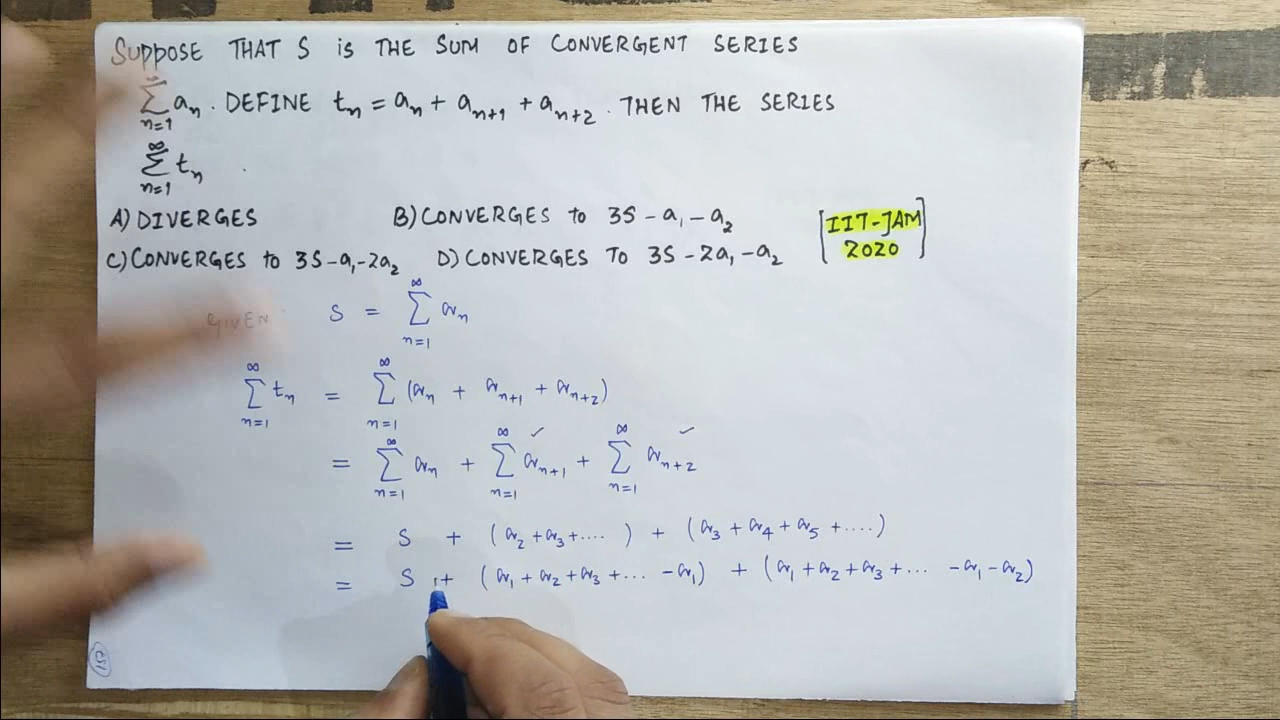 SUPPOSE THAT S IS THE SUM OF CONVERGENT SERIES
∑_{n=1}^{∞} a_n . DEFINE t_n = a_n + a_{n+1} + a_{n+2} . THEN THE SERIES
∑_{n=1}^{∞} t_n .
A) DIVERGES B) CONVERGES to 3S - a_1 - a_2
C) CONVERGES to 3S - a_1 - 2a_2 D) CONVERGES TO 3S - 2a_1 - a_2
[IIT-JAM 2020]
GIVEN S = ∑_{n=1}^{∞} a_n
∑_{n=1}^{∞} t_n = ∑_{n=1}^{∞} (a_n + a_{n+1} + a_{n+2})
= ∑_{n=1}^{∞} a_n + ∑_{n=1}^{∞} a_{n+1} ✓ + ∑_{n=1}^{∞} a_{n+2} ✓
= S + (a_2 + a_3 + .... ) + (a_3 + a_4 + a_5 + ....)
= S + (a_1 + a_2 + a_3 + ... - a_1) + (a_1 + a_2 + a_3 + ... - a_1 - a_2)